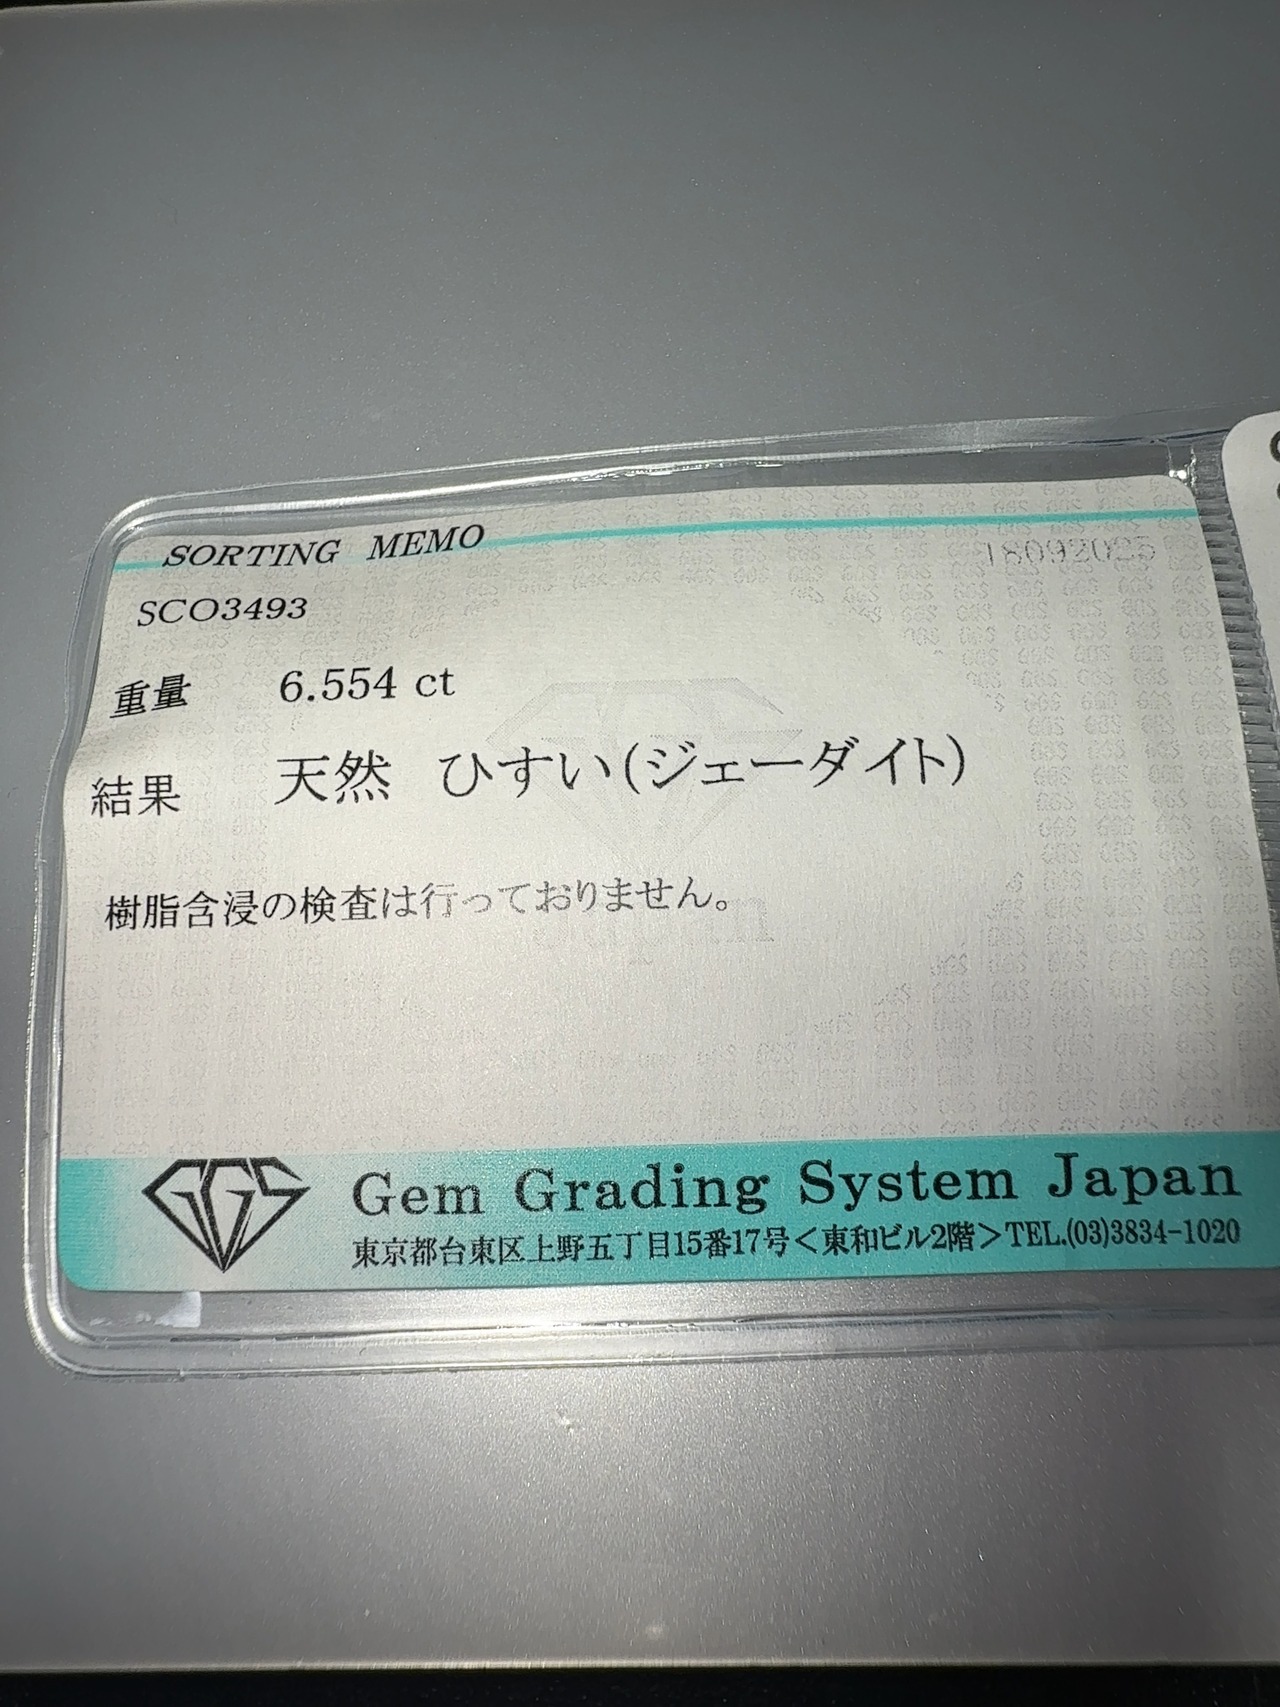 SORTING MEMO
18092025
SCO3493
重量 6.554 ct
結果 天然 ひすい(ジェーダイト)
樹脂含浸の検査は行っておりません。
GGS
Gem Grading System Japan
東京都台東区上野五丁目15番17号<東和ビル2階>TEL.(03)3834-1020